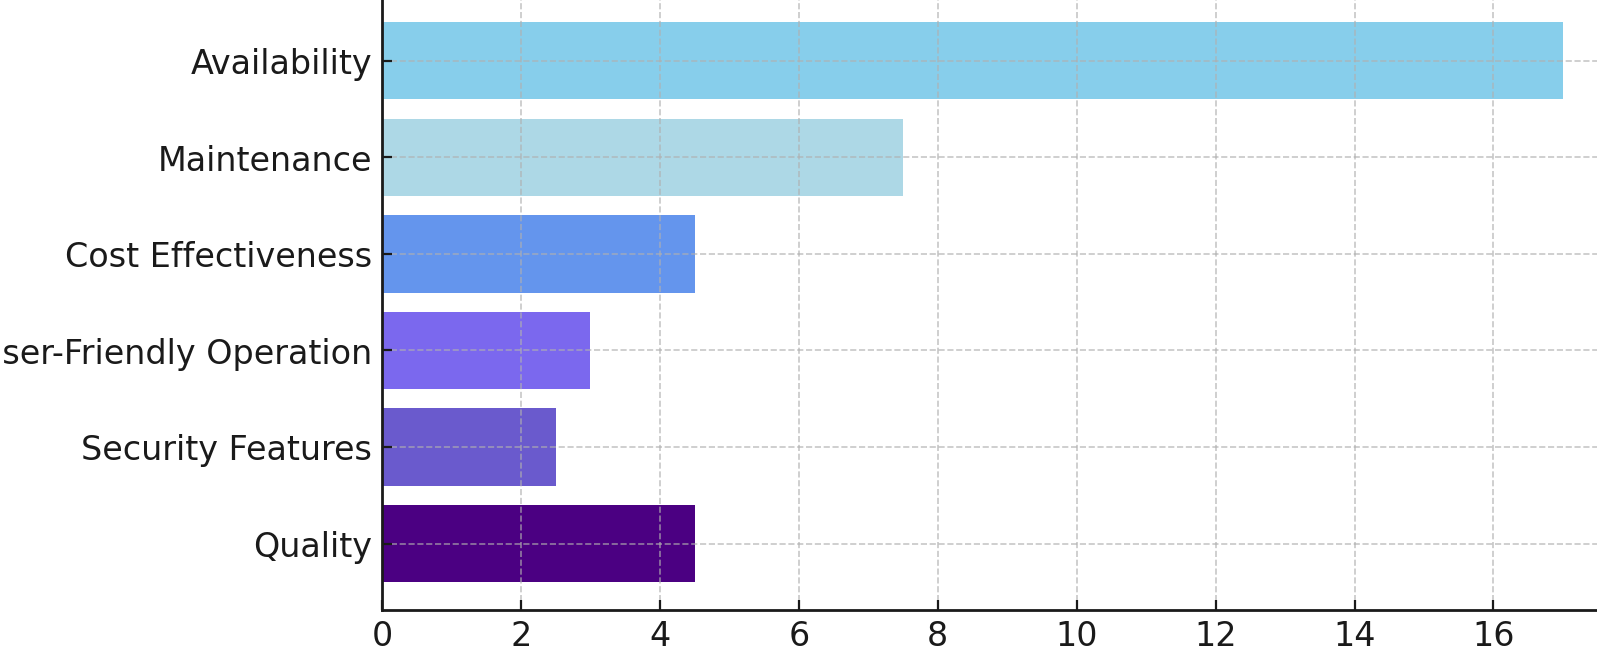 Availability
Maintenance
Cost Effectiveness
ser-Friendly Operation
Security Features
Quality
0 2 4 6 8 10 12 14 16